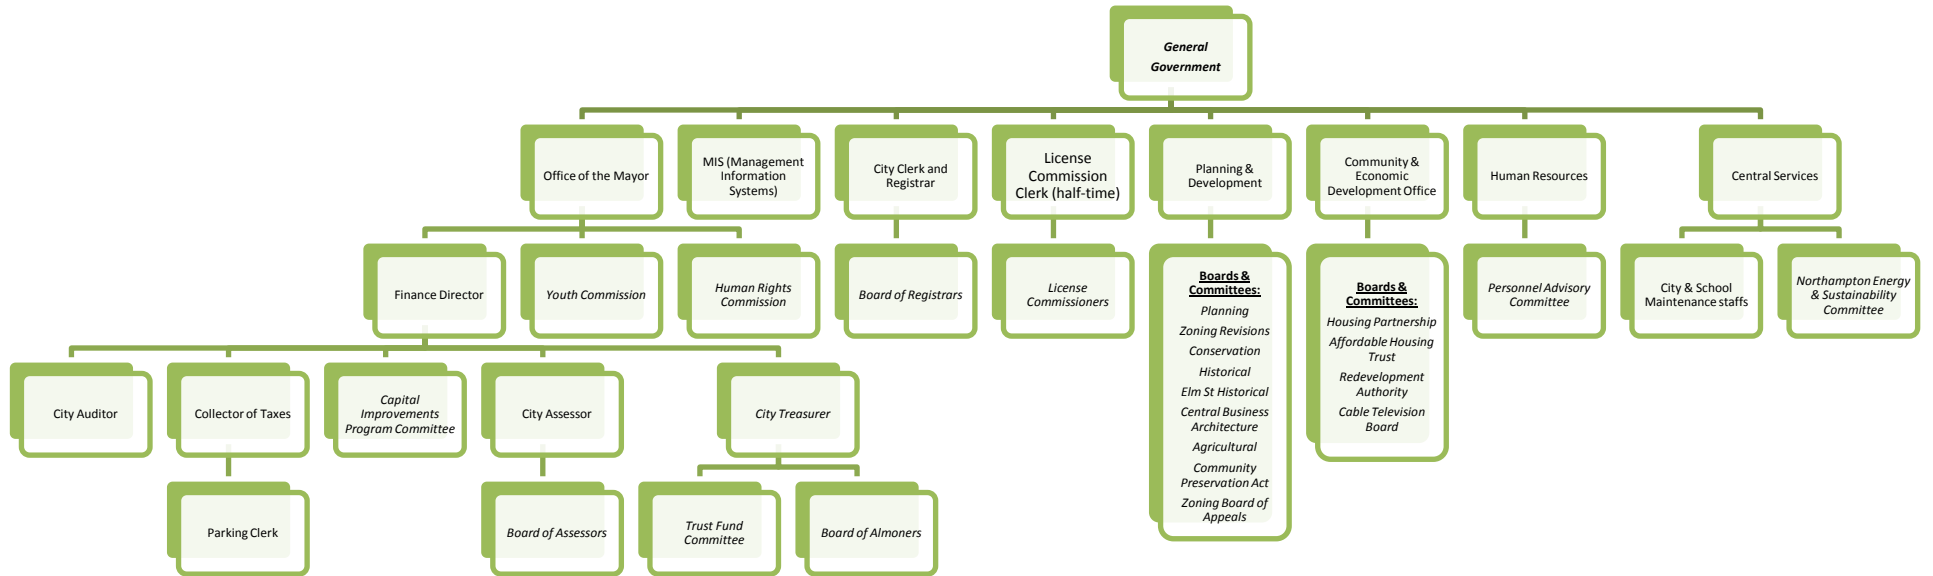 General
Government
Office of the Mayor
MIS (Management
Information
Systems)
City Clerk and
Registrar
License
Commission
Clerk (half-time)
Planning &
Development
Community &
Economic
Development Office
Human Resources
Central Services
Finance Director
Youth Commission
Human Rights
Commission
Board of Registrars
License
Commissioners
Boards &
Committees:
Planning
Zoning Revisions
Conservation
Historical
Elm St Historical
Central Business
Architecture
Agricultural
Community
Preservation Act
Zoning Board of
Appeals
Boards &
Committees:
Housing Partnership
Affordable Housing
Trust
Redevelopment
Authority
Cable Television
Board
Personnel Advisory
Committee
City & School
Maintenance staffs
Northampton Energy
& Sustainability
Committee
City Auditor
Collector of Taxes
Capital
Improvements
Program Committee
City Assessor
City Treasurer
Parking Clerk
Board of Assessors
Trust Fund
Committee
Board of Almoners